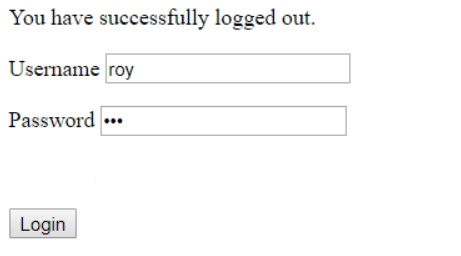 You have successfully logged out.
Username roy
Password •••
Login